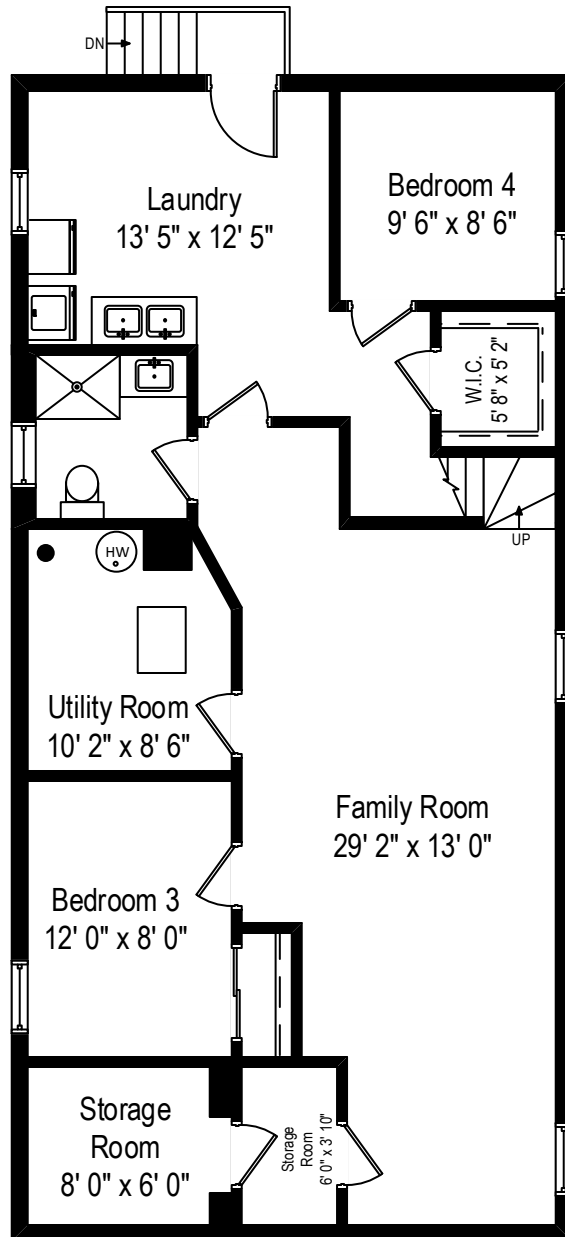 DN
Laundry
13' 5" x 12' 5"
Bedroom 4
9' 6" x 8' 6"
W.I.C.
5' 8" x 5' 2"
UP
HW
Utility Room
10' 2" x 8' 6"
Family Room
29' 2" x 13' 0"
Bedroom 3
12' 0" x 8' 0"
Storage
Room
8' 0" x 6' 0"
Storage
Room
6' 0" x 3' 10"